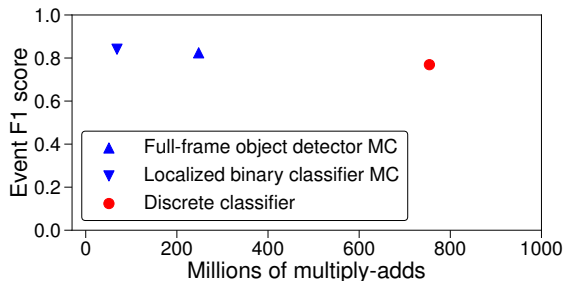 1.0
0.8
0.6
0.4
0.2
0.0
Event F1 score
Full-frame object detector MC
Localized binary classifier MC
Discrete classifier
0 200 400 600 800 1000
Millions of multiply-adds